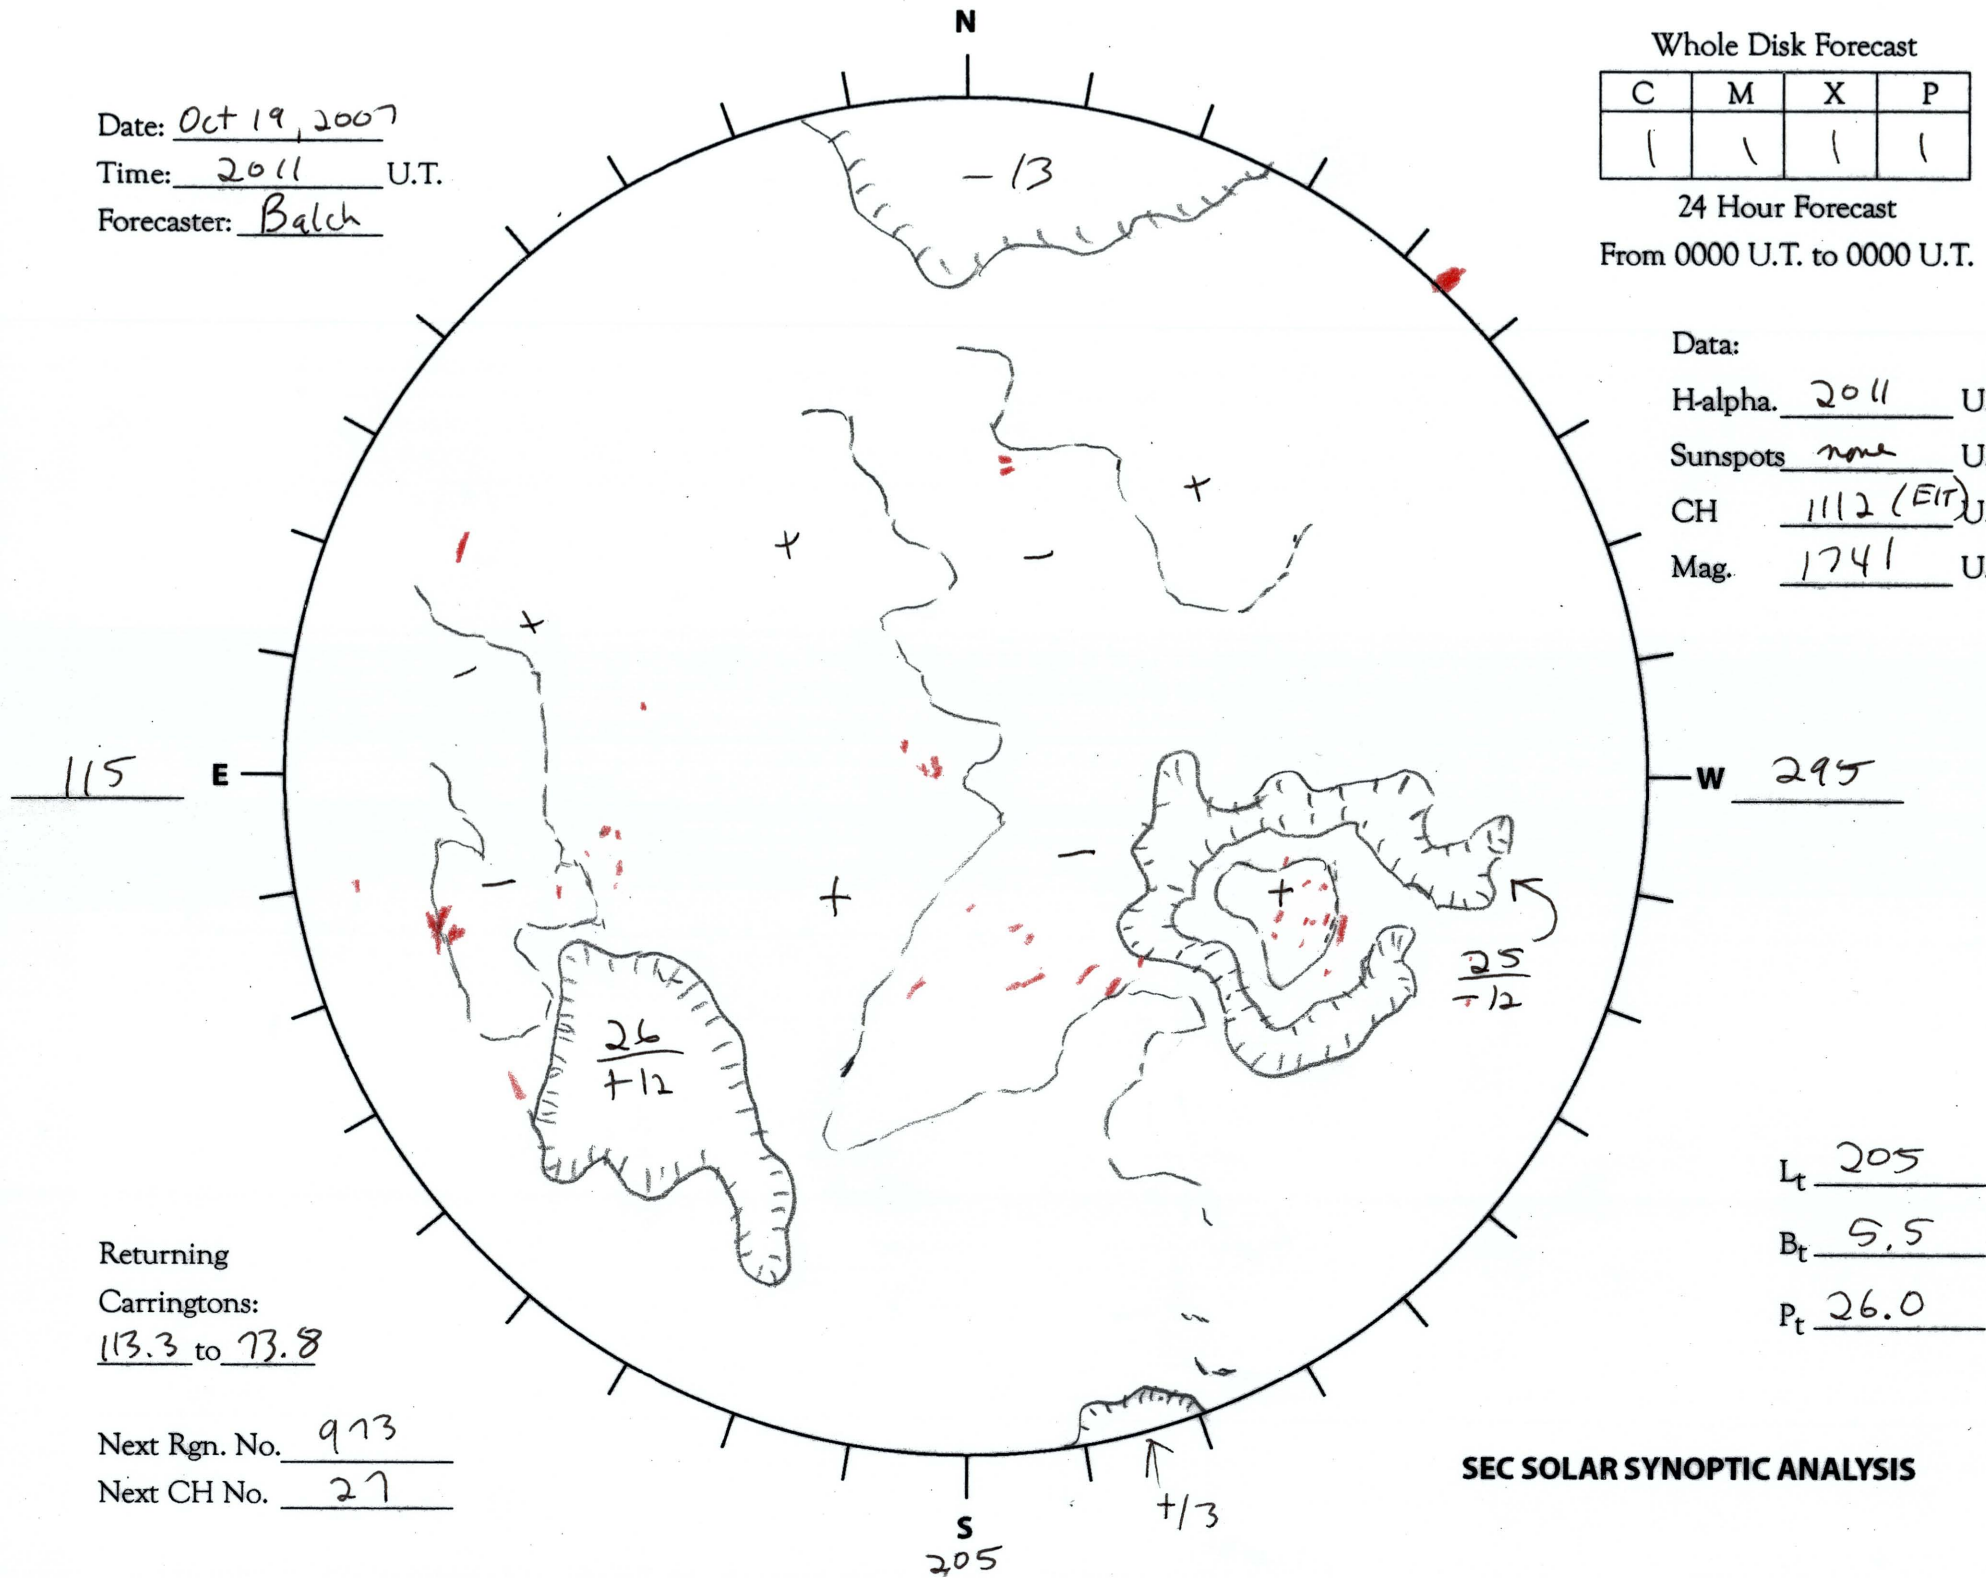 N
Whole Disk Forecast
C M X P
1 1 1 1
24 Hour Forecast
From 0000 U.T. to 0000 U.T.
Date: Oct 19, 2007
Time: 2011 U.T.
Forecaster: Balch
-13
Data:
H-alpha. 2011 U
Sunspots none U
CH 1112 (EIT) U
Mag. 1741 U
+
+
-
+
-
115 E
W 295
-
+
-
+
25
-12
26
+12
Lt 205
Bt 5.5
Pt 26.0
Returning
Carringtons:
113.3 to 73.8
Next Rgn. No. 973
Next CH No. 27
SEC SOLAR SYNOPTIC ANALYSIS
+13
S
205